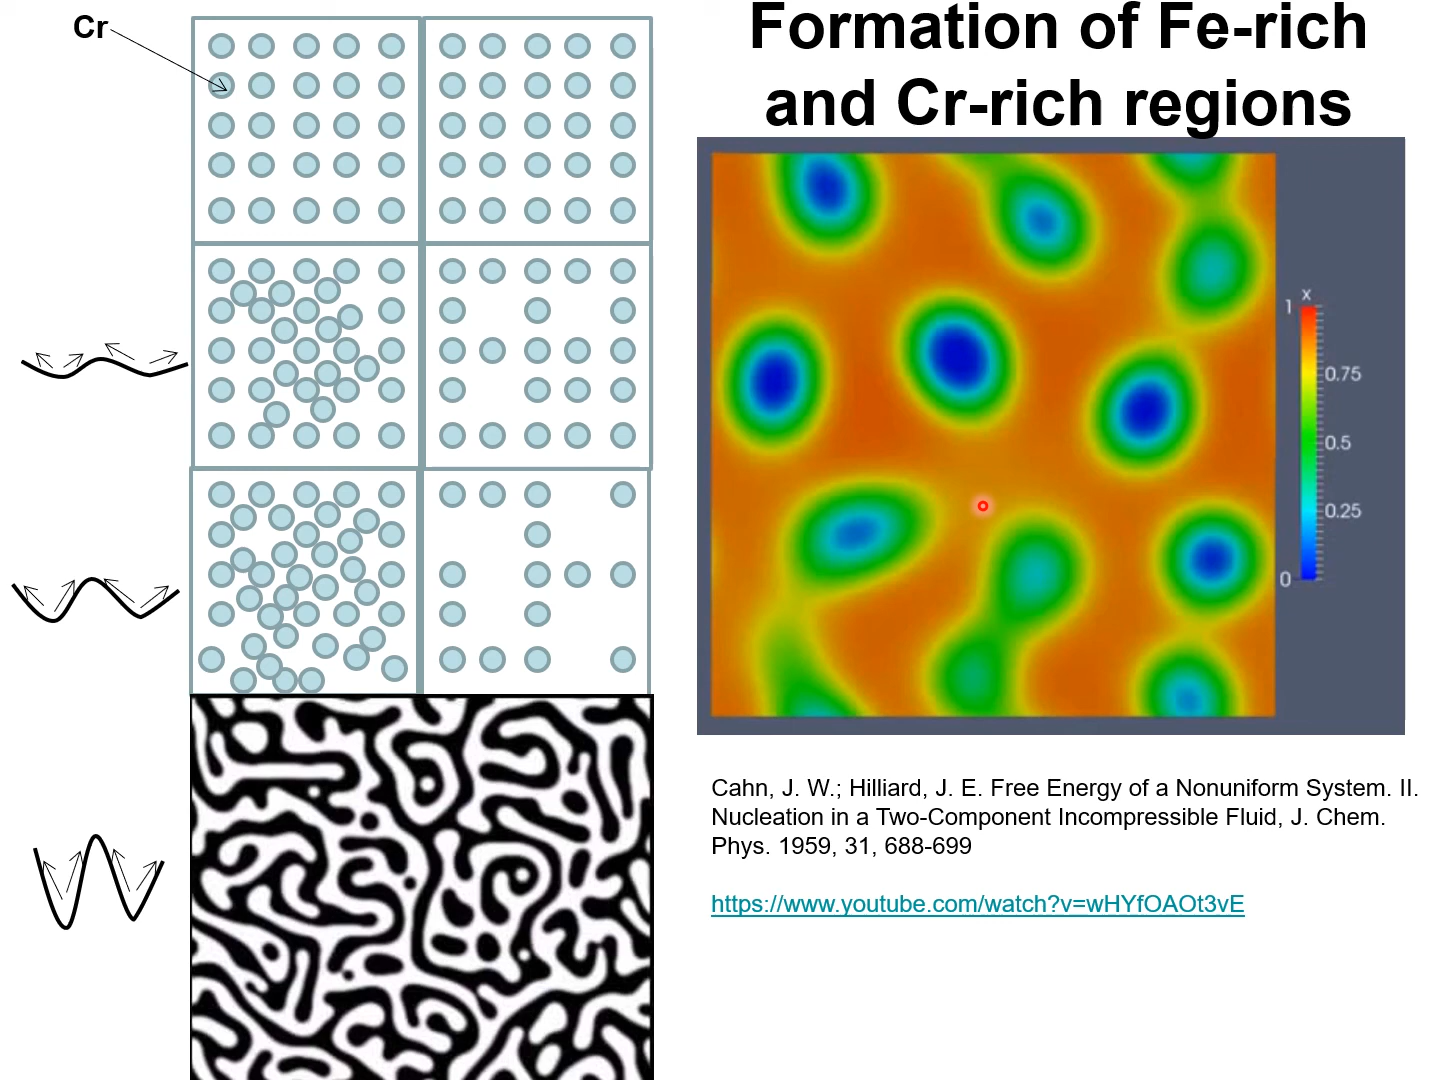 Cr
Formation of Fe-rich
and Cr-rich regions
x
1
0.75
0.5
0.25
0
Cahn, J. W.; Hilliard, J. E. Free Energy of a Nonuniform System. II.
Nucleation in a Two-Component Incompressible Fluid, J. Chem.
Phys. 1959, 31, 688-699
https://www.youtube.com/watch?v=wHYfOAOt3vE